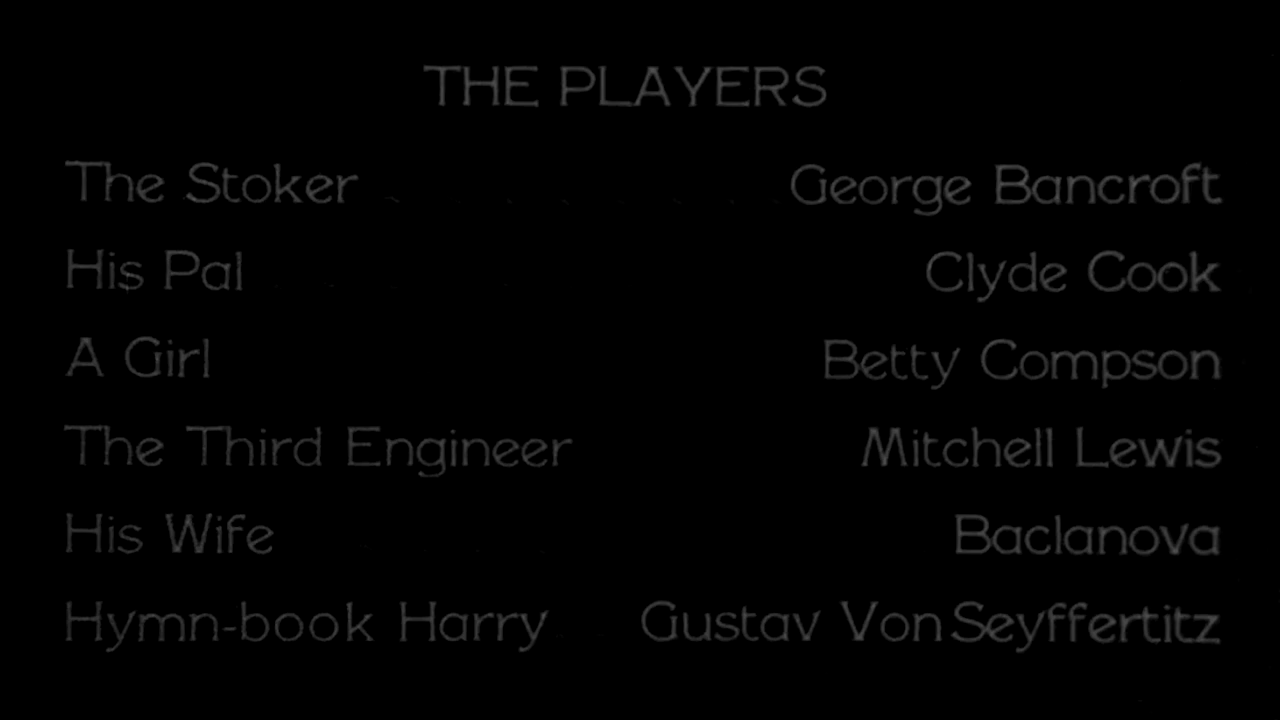 THE PLAYERS
The Stoker George Bancroft
His Pal Clyde Cook
A Girl Betty Compson
The Third Engineer Mitchell Lewis
His Wife Baclanova
Hymn-book Harry Gustav Von Seyffertitz